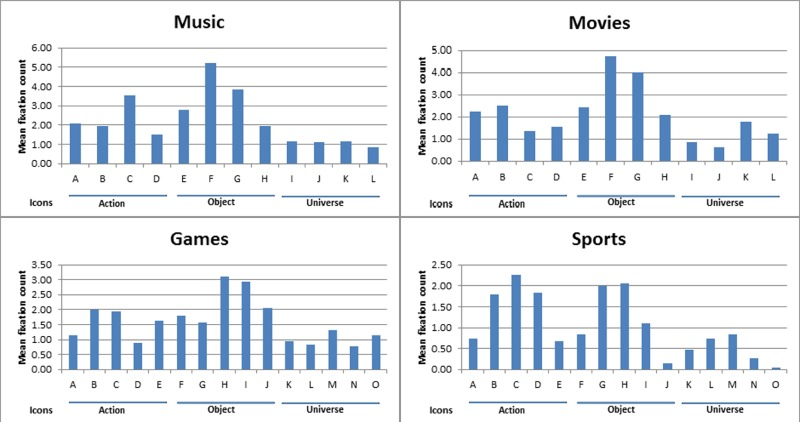 Music
Mean fixation count
6.00
5.00
4.00
3.00
2.00
1.00
0.00
A B C D E F G H I J K L
Icons Action Object Universe
Movies
Mean fixation count
5.00
4.00
3.00
2.00
1.00
0.00
A B C D E F G H I J K L
Icons Action Object Universe
Games
Mean fixation count
3.50
3.00
2.50
2.00
1.50
1.00
0.50
0.00
A B C D E F G H I J K L M N O
Icons Action Object Universe
Sports
Mean fixation count
2.50
2.00
1.50
1.00
0.50
0.00
A B C D E F G H I J K L M N O
Icons Action Object Universe